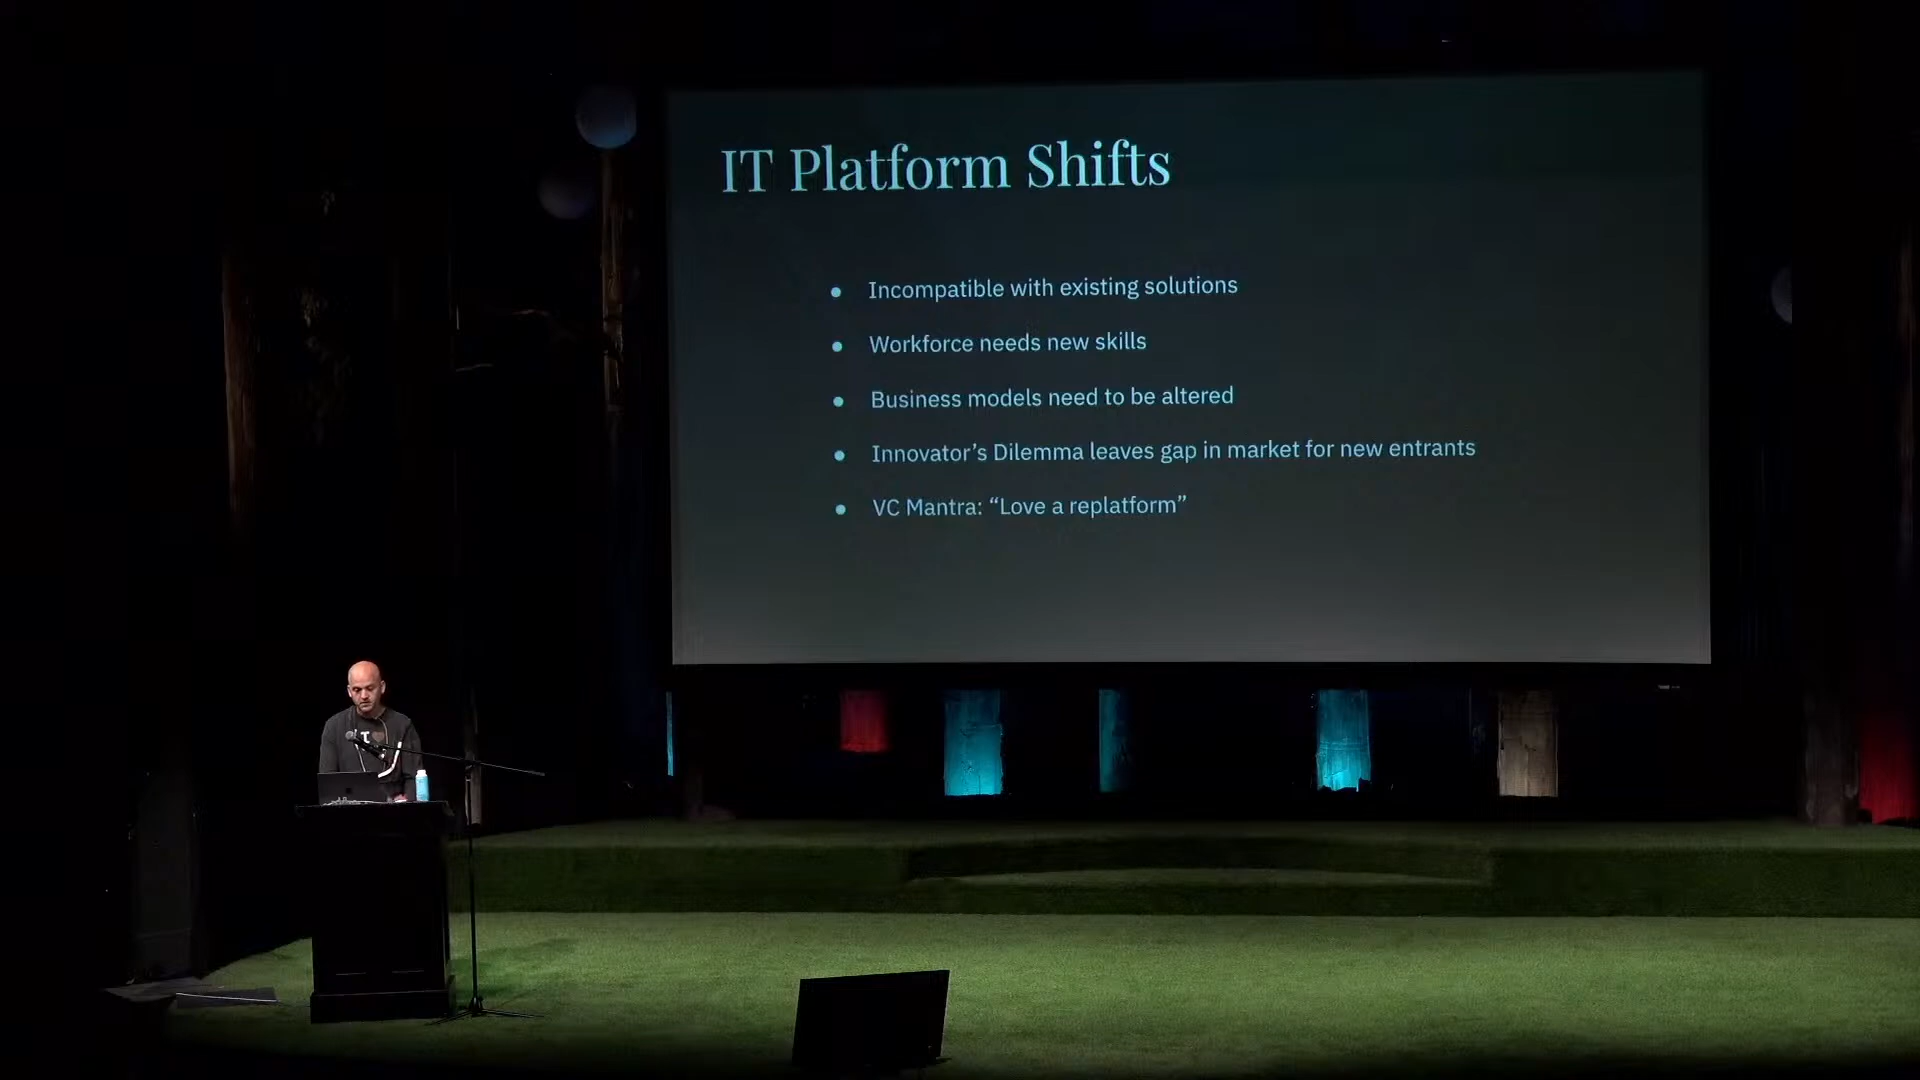 IT Platform Shifts
Incompatible with existing solutions
Workforce needs new skills
Business models need to be altered
Innovator’s Dilemma leaves gap in market for new entrants
VC Mantra: “Love a replatform”
I